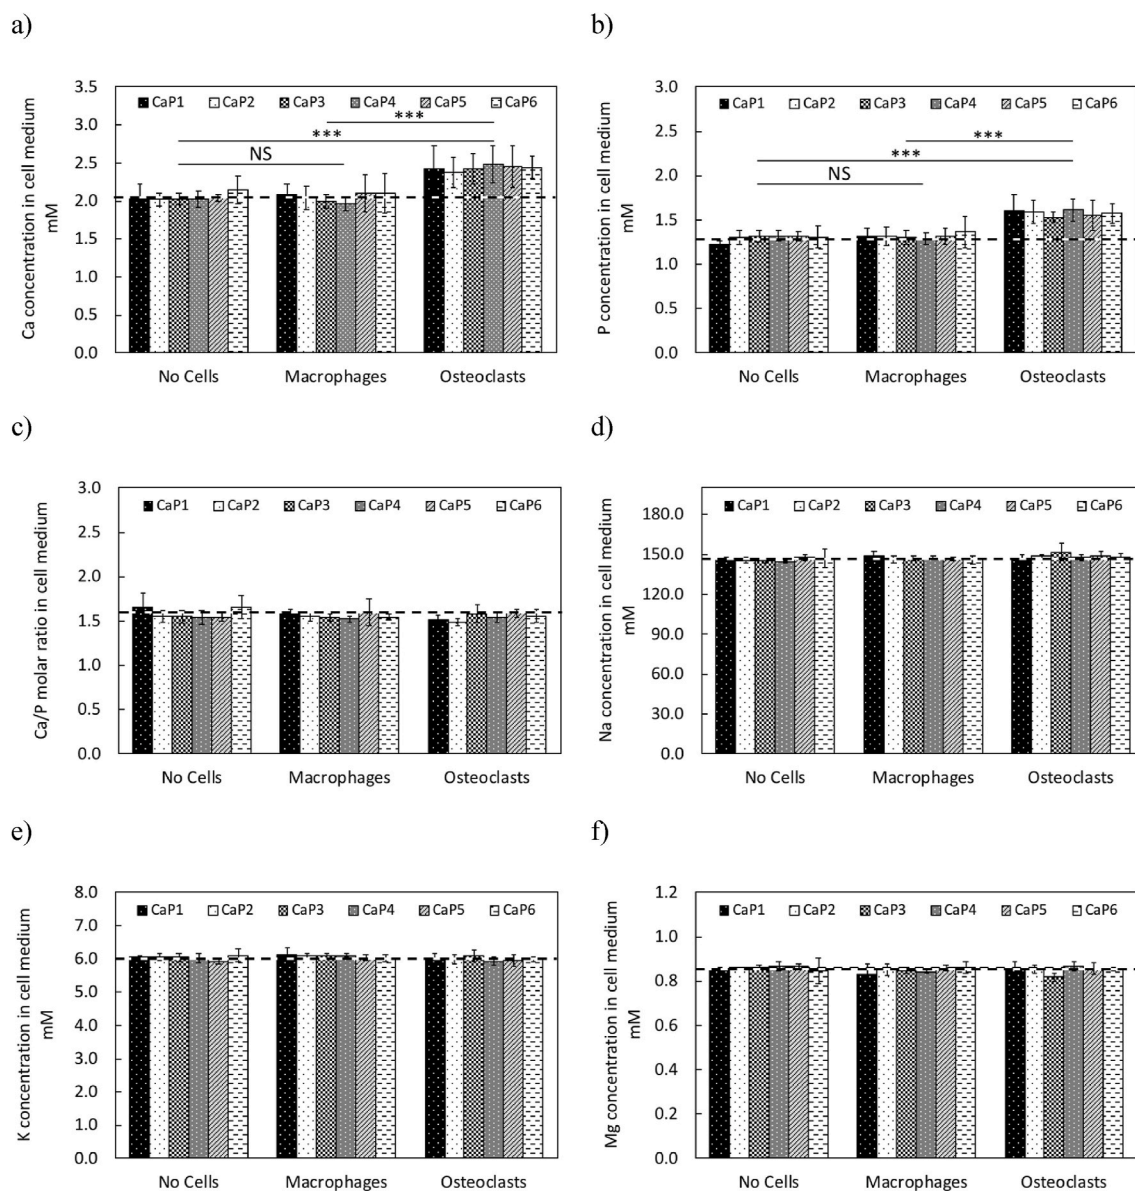 a)
Ca concentration in cell medium
mM
3.5
3.0
2.5
2.0
1.5
1.0
0.5
0.0
CaP1 CaP2 CaP3 CaP4 CaP5 CaP6
***
***
NS
No Cells Macrophages Osteoclasts
b)
P concentration in cell medium
mM
3.0
2.5
2.0
1.5
1.0
0.5
0.0
CaP1 CaP2 CaP3 CaP4 CaP5 CaP6
***
***
NS
No Cells Macrophages Osteoclasts
c)
Ca/P molar ratio in cell medium
3.0
2.5
2.0
1.5
1.0
0.5
0.0
CaP1 CaP2 CaP3 CaP4 CaP5 CaP6
No Cells Macrophages Osteoclasts
d)
Na concentration in cell medium
mM
180.0
150.0
120.0
90.0
60.0
30.0
0.0
CaP1 CaP2 CaP3 CaP4 CaP5 CaP6
No Cells Macrophages Osteoclasts
e)
K concentration in cell medium
mM
8.0
7.0
6.0
5.0
4.0
3.0
2.0
1.0
0.0
CaP1 CaP2 CaP3 CaP4 CaP5 CaP6
No Cells Macrophages Osteoclasts
f)
Mg concentration in cell medium
mM
1.2
1.0
0.8
0.6
0.4
0.2
0.0
CaP1 CaP2 CaP3 CaP4 CaP5 CaP6
No Cells Macrophages Osteoclasts